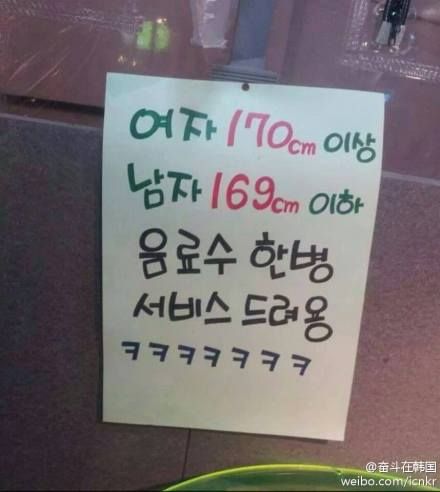 여자 170cm 이상
남자 169cm 이하
음료수 한병
서비스 드려용
ㅋㅋㅋㅋㅋㅋㅋ
@奋斗在韩国
weibo.com/icnkr